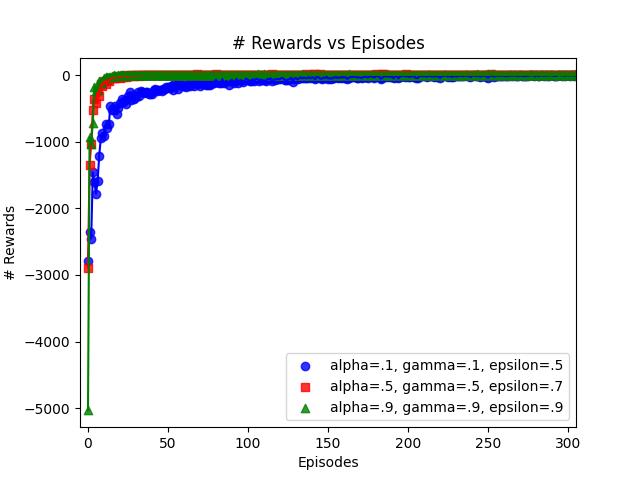 # Rewards vs Episodes
0
−1000
−2000
−3000
−4000
−5000
# Rewards
alpha=.1, gamma=.1, epsilon=.5
alpha=.5, gamma=.5, epsilon=.7
alpha=.9, gamma=.9, epsilon=.9
0 50 100 150 200 250 300
Episodes